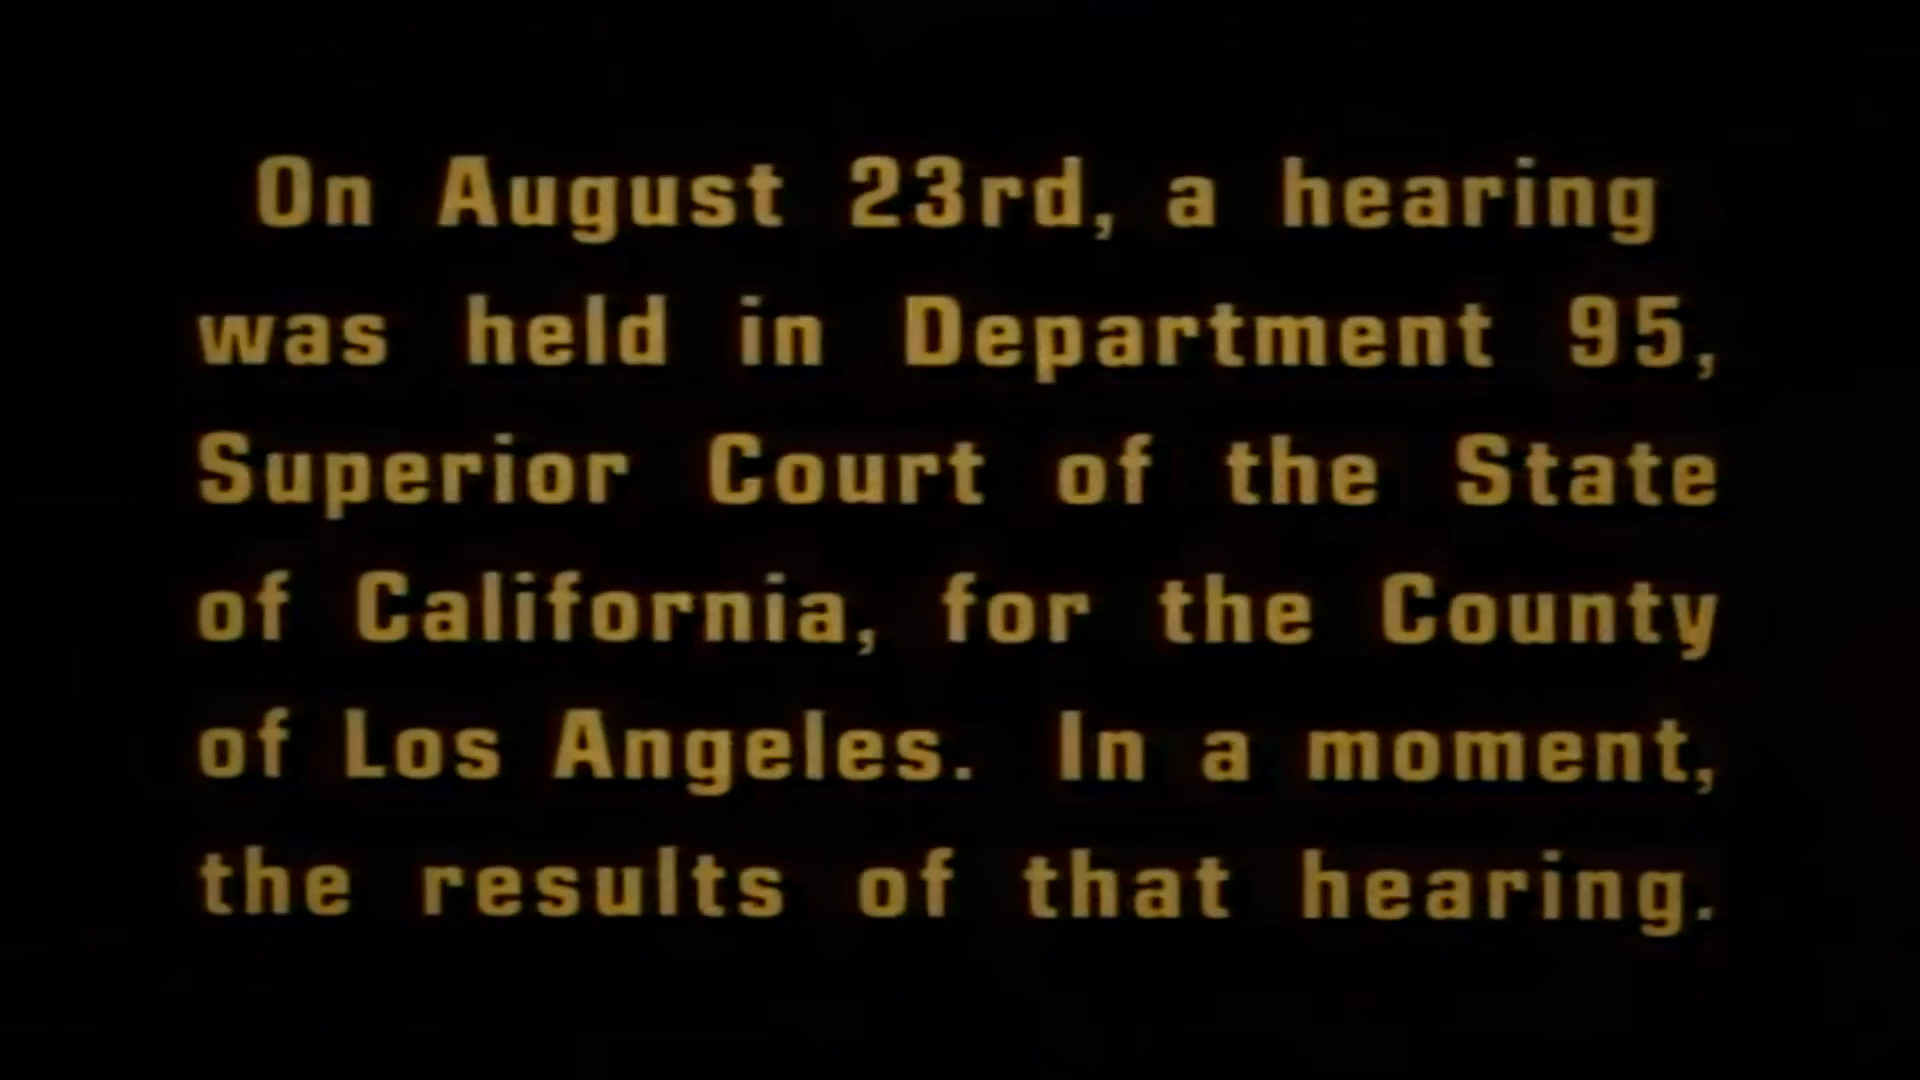 On August 23rd, a hearing
was held in Department 95,
Superior Court of the State
of California, for the County
of Los Angeles. In a moment,
the results of that hearing.